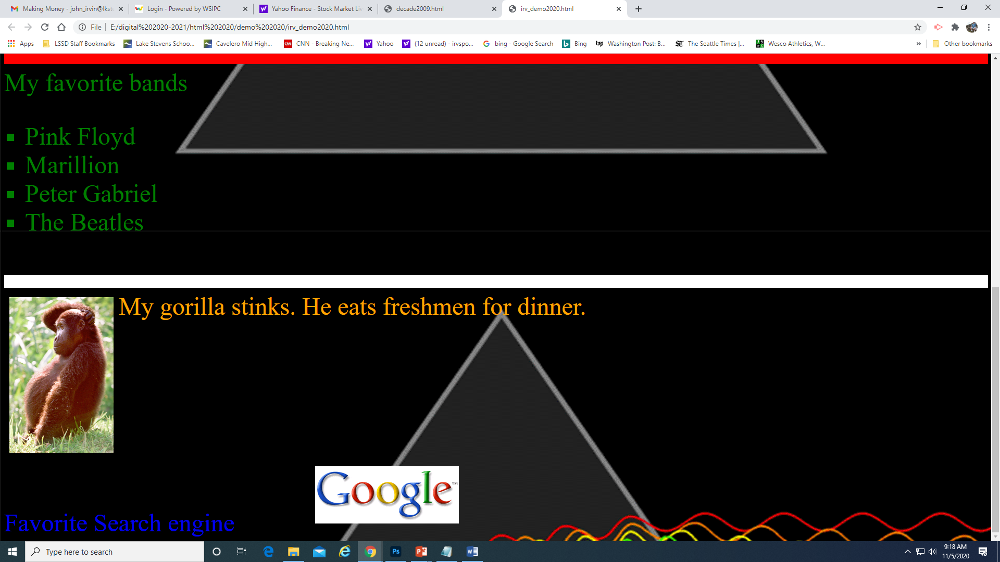 Making Money - john_irvin@lkst
Login - Powered by WSIPC
Yahoo Finance - Stock Market Liv
decade2009.html
irv_demo2020.html
File E:/digital%202020-2021/html%202020/demo%202020/irv_demo2020.html
Apps LSSD Staff Bookmarks Lake Stevens Schoo... Cavelero Mid High... CNN - Breaking Ne... Yahoo (12 unread) - irvspo... bing - Google Search Bing Washington Post: B... The Seattle Times |... Wesco Athletics, W... » Other bookmarks
My favorite bands
Pink Floyd
Marillion
Peter Gabriel
The Beatles
My gorilla stinks. He eats freshmen for dinner.
Google™
Favorite Search engine
Type here to search
9:18 AM
11/5/2020